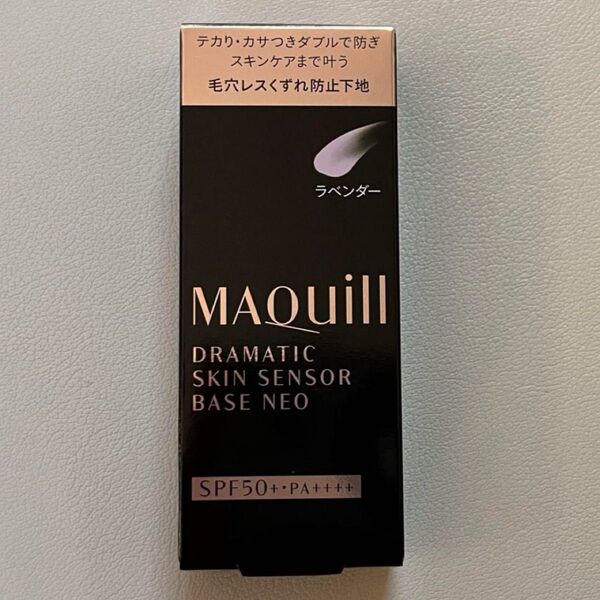 テカリ・カサつきダブルで防ぎ
スキンケアまで叶う
毛穴レスくずれ防止下地
ラベンダー
MAQuill
DRAMATIC
SKIN SENSOR
BASE NEO
SPF50+・PA++++